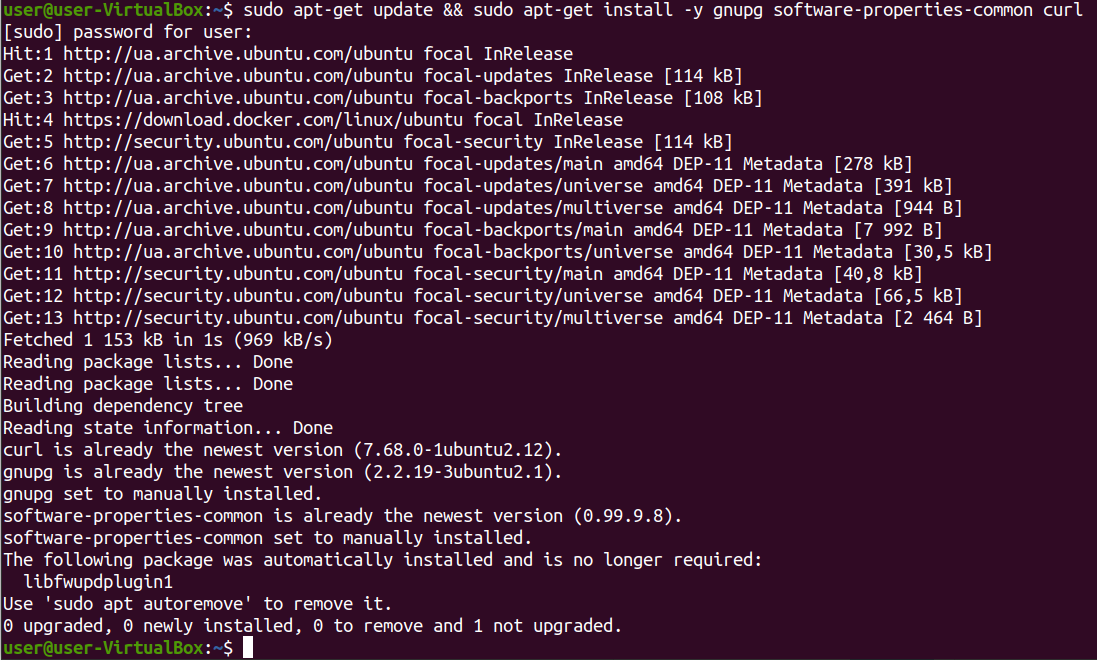 user@user-VirtualBox:~$ sudo apt-get update && sudo apt-get install -y gnupg software-properties-common curl
[sudo] password for user:
Hit:1 http://ua.archive.ubuntu.com/ubuntu focal InRelease
Get:2 http://ua.archive.ubuntu.com/ubuntu focal-updates InRelease [114 kB]
Get:3 http://ua.archive.ubuntu.com/ubuntu focal-backports InRelease [108 kB]
Hit:4 https://download.docker.com/linux/ubuntu focal InRelease
Get:5 http://security.ubuntu.com/ubuntu focal-security InRelease [114 kB]
Get:6 http://ua.archive.ubuntu.com/ubuntu focal-updates/main amd64 DEP-11 Metadata [278 kB]
Get:7 http://ua.archive.ubuntu.com/ubuntu focal-updates/universe amd64 DEP-11 Metadata [391 kB]
Get:8 http://ua.archive.ubuntu.com/ubuntu focal-updates/multiverse amd64 DEP-11 Metadata [944 B]
Get:9 http://ua.archive.ubuntu.com/ubuntu focal-backports/main amd64 DEP-11 Metadata [7 992 B]
Get:10 http://ua.archive.ubuntu.com/ubuntu focal-backports/universe amd64 DEP-11 Metadata [30,5 kB]
Get:11 http://security.ubuntu.com/ubuntu focal-security/main amd64 DEP-11 Metadata [40,8 kB]
Get:12 http://security.ubuntu.com/ubuntu focal-security/universe amd64 DEP-11 Metadata [66,5 kB]
Get:13 http://security.ubuntu.com/ubuntu focal-security/multiverse amd64 DEP-11 Metadata [2 464 B]
Fetched 1 153 kB in 1s (969 kB/s)
Reading package lists... Done
Reading package lists... Done
Building dependency tree
Reading state information... Done
curl is already the newest version (7.68.0-1ubuntu2.12).
gnupg is already the newest version (2.2.19-3ubuntu2.1).
gnupg set to manually installed.
software-properties-common is already the newest version (0.99.9.8).
software-properties-common set to manually installed.
The following package was automatically installed and is no longer required:
  libfwupdplugin1
Use 'sudo apt autoremove' to remove it.
0 upgraded, 0 newly installed, 0 to remove and 1 not upgraded.
user@user-VirtualBox:~$